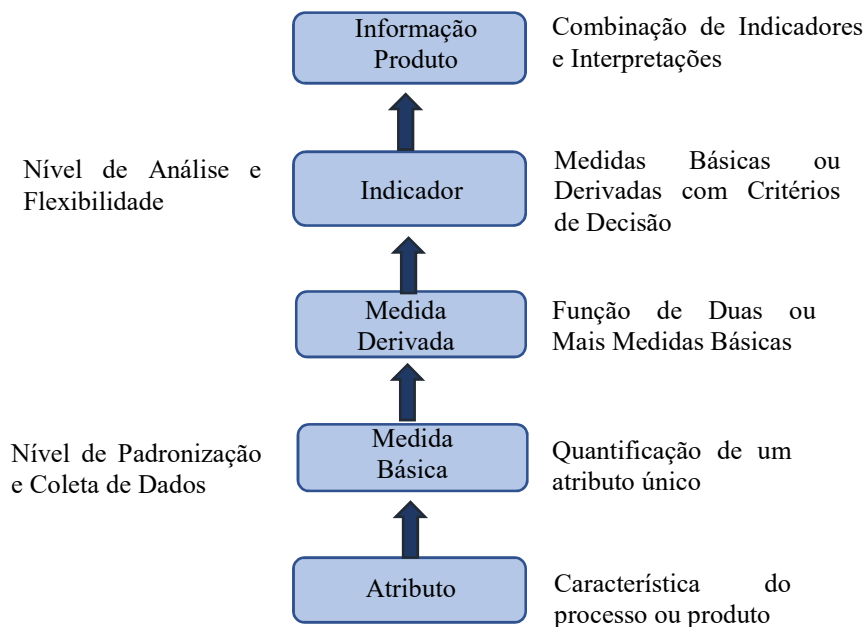 Informação
Produto
Combinação de Indicadores
e Interpretações
Nível de Análise e
Flexibilidade
Indicador
Medidas Básicas ou
Derivadas com Critérios
de Decisão
Medida
Derivada
Função de Duas ou
Mais Medidas Básicas
Nível de Padronização
e Coleta de Dados
Medida
Básica
Quantificação de um
atributo único
Atributo
Característica do
processo ou produto